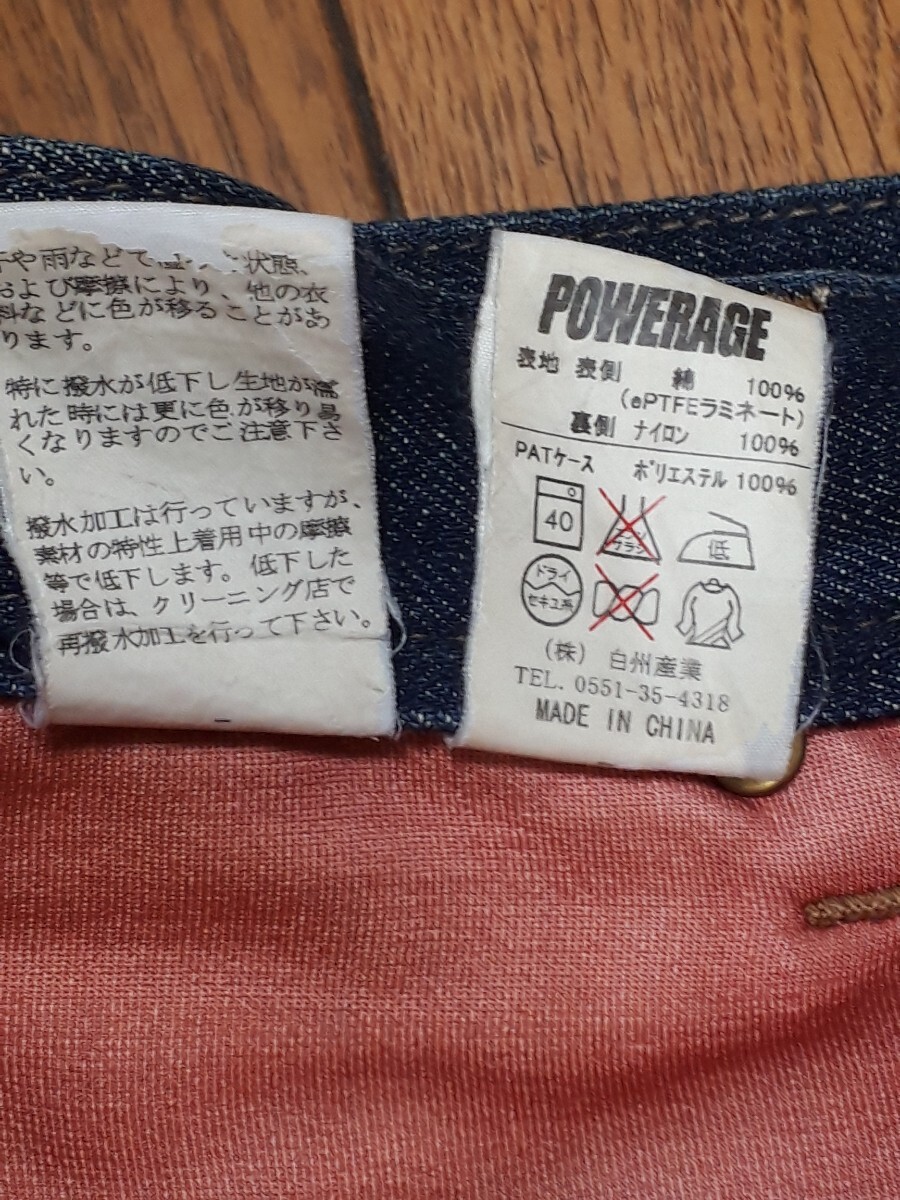 や雨などで 状態、
および摩擦により、他の衣
料などに色が移ることがあ
ります。
特に撥水が低下し生地が濡
れた時には更に色が移り易
くなりますのでご注意下さ
い。
撥水加工は行っていますが、
素材の特性上着用中の摩擦
等で低下します。低下した
場合は、クリーニング店で
再撥水加工を行って下さい。
POWERAGE
表地 表側 綿 100%
(ePTFEラミネート)
裏側 ナイロン 100%
PATケース ポリエステル 100%
40
低
ドライ
セキユ系
(株) 白州産業
TEL. 0551-35-4318
MADE IN CHINA